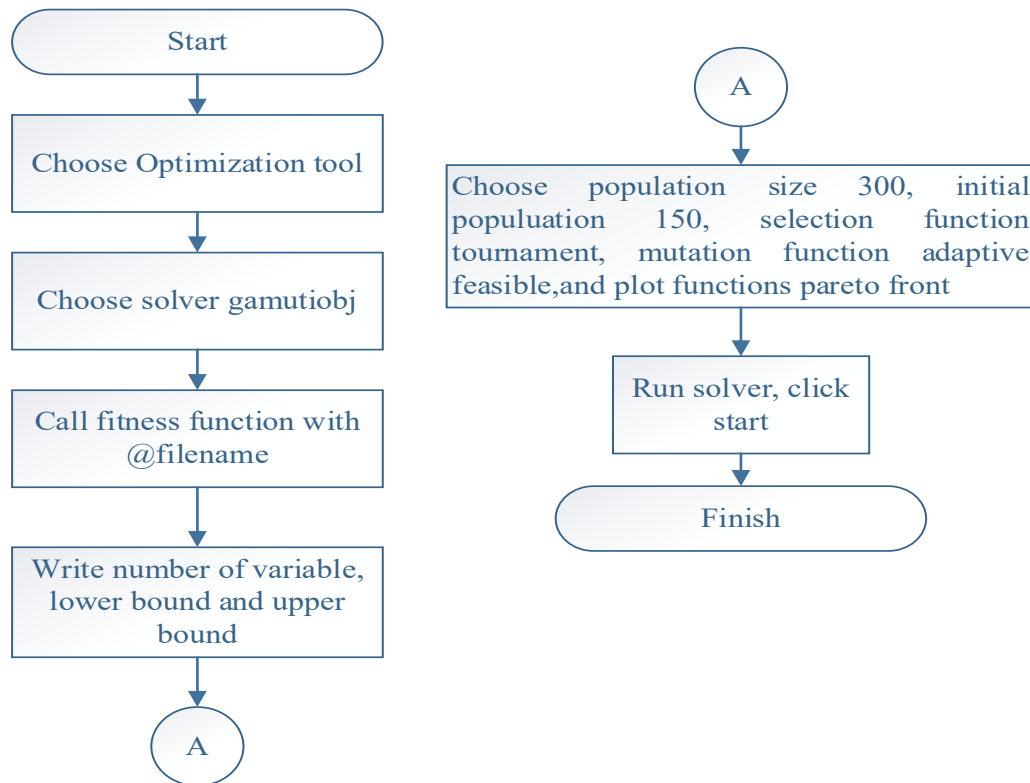 Start
Choose Optimization tool
Choose solver gamutiobj
Call fitness function with
@filename
Write number of variable,
lower bound and upper
bound
A
A
Choose population size 300, initial
populuation 150, selection function
tournament, mutation function adaptive
feasible,and plot functions pareto front
Run solver, click
start
Finish